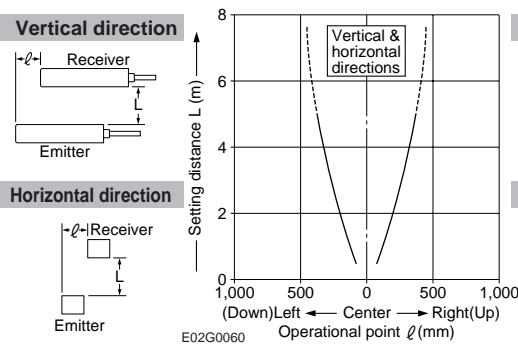 Vertical direction
ℓ
Receiver
L
Emitter
Horizontal direction
ℓ
Receiver
L
Emitter
Setting distance L (m)
8
6
4
2
0
Vertical &
horizontal
directions
1,000 500 0 500 1,000
(Down)Left Center Right(Up)
Operational point ℓ (mm)
E02G0060